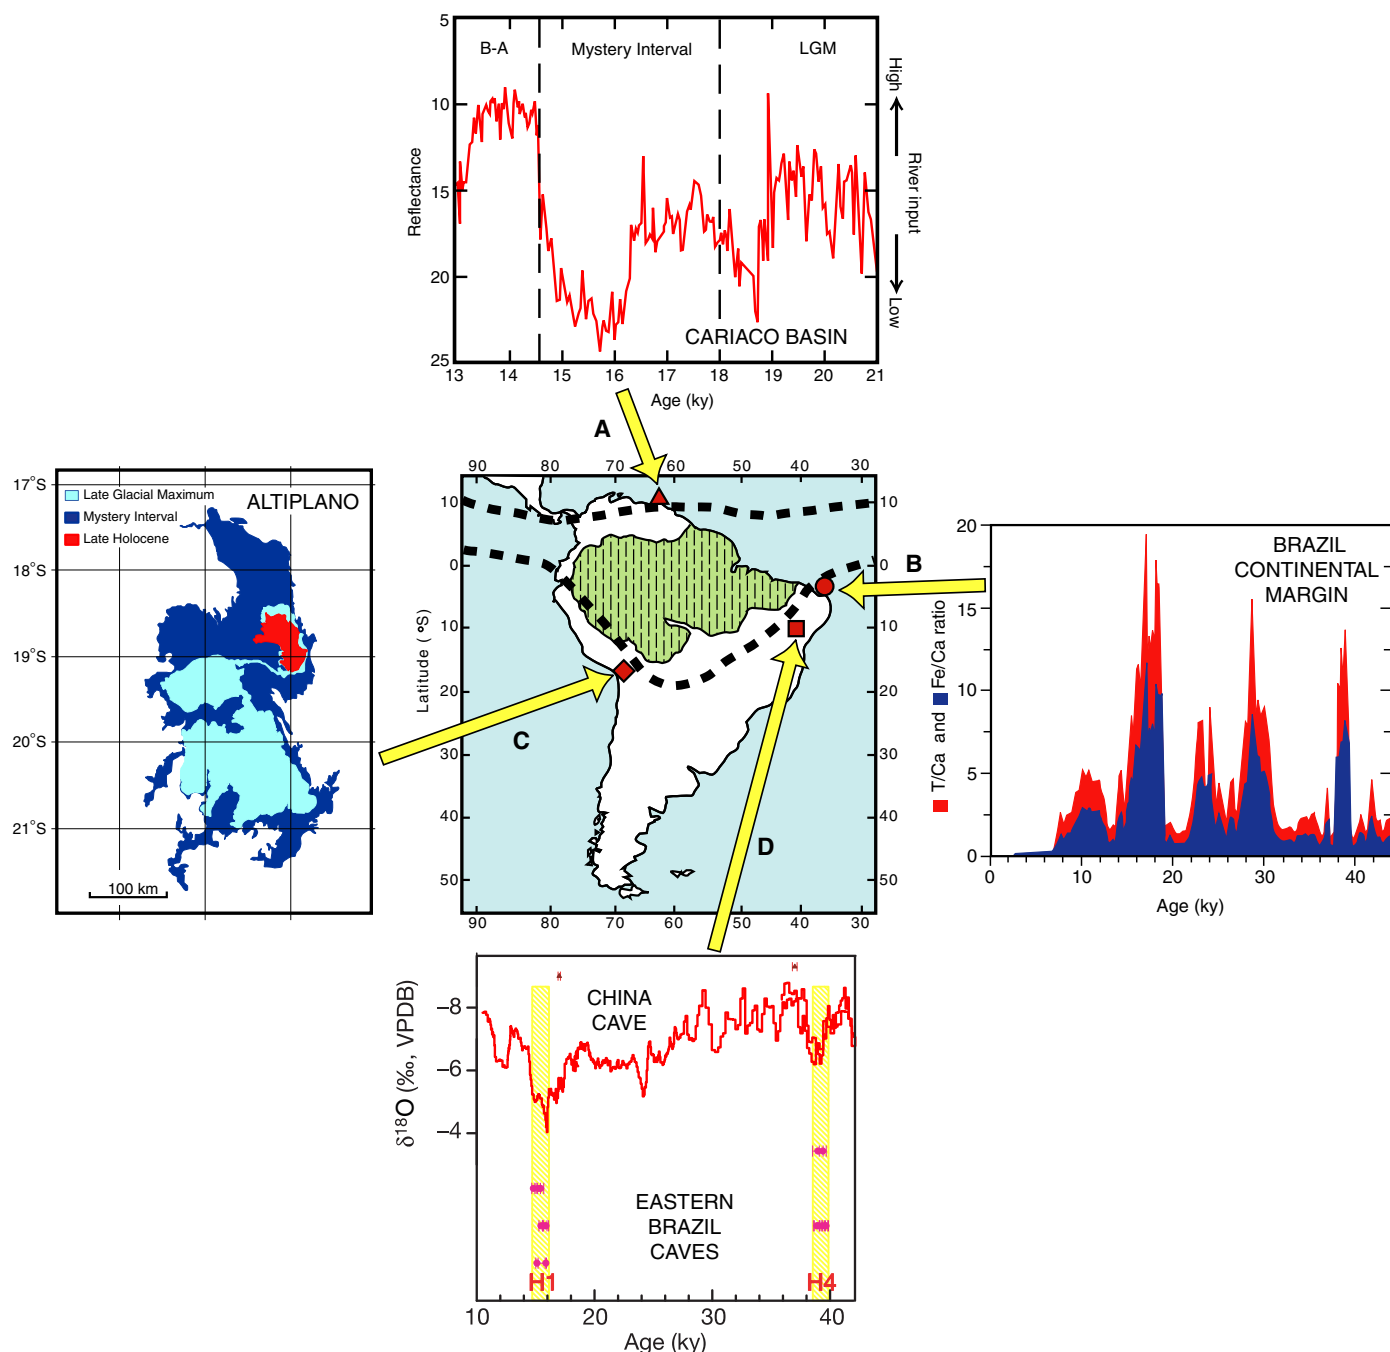 5
10
15
20
25
Reflectance
B-A
Mystery Interval
LGM
CARIACO BASIN
High
River input
Low
13 14 15 16 17 18 19 20 21
Age (ky)
A
17°S
18°S
19°S
20°S
21°S
Late Glacial Maximum
Mystery Interval
Late Holocene
ALTIPLANO
100 km
90 80 70 60 50 40 30
10
0
10
20
30
40
50
Latitude (°S)
10
0
10
20
30
40
50
90 80 70 60 50 40 30
B
C
D
20
15
10
5
0
T/Ca and Fe/Ca ratio
BRAZIL
CONTINENTAL
MARGIN
0 10 20 30 40
Age (ky)
δ18O (‰, VPDB)
–8
–6
–4
CHINA
CAVE
EASTERN
BRAZIL
CAVES
H1
H4
10 20 30 40
Age (ky)